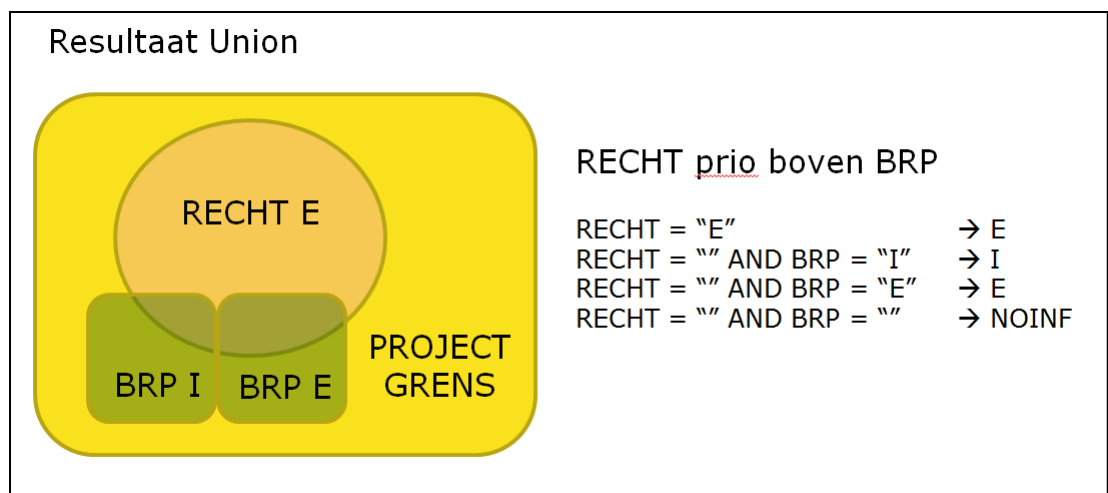 Resultaat Union
RECHT E
BRP I
BRP E
PROJECT
GRENS
RECHT prio boven BRP
RECHT = “E” → E
RECHT = “” AND BRP = “I” → I
RECHT = “” AND BRP = “E” → E
RECHT = “” AND BRP = “” → NOINF